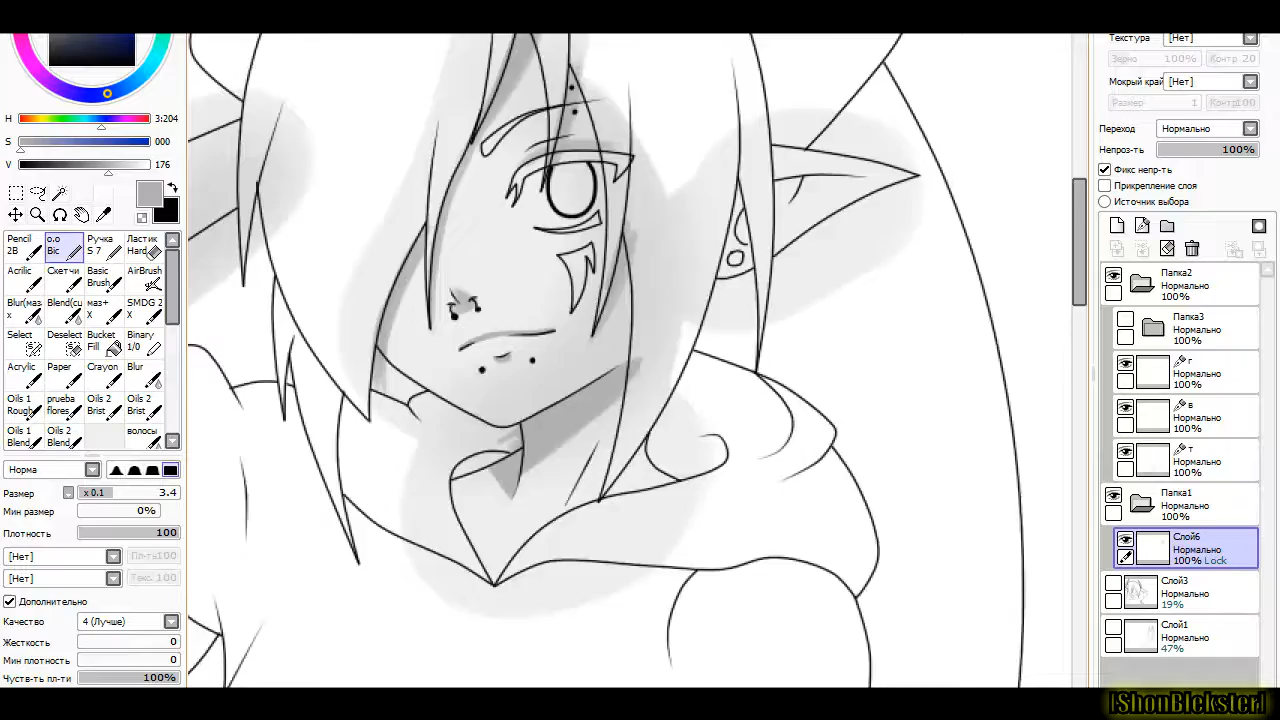 H
3:204
S
000
V
176
Pencil 2B
o.o Bic
Ручка S 7
Ластик Hard
Acrilic
Скетчи
Basic Brush
AirBrush
Blur(маз x
Blend(cu
маз+ X
SMDG 2 X
Select
Deselect
Bucket Fill
Binary 1/0
Acrylic
Paper
Crayon
Blur
Oils 1 Rough
prueba flores
Oils 2 Brist
Oils 2 Brist
Oils 1 Blend
Oils 2 Blend
волосы
Норма
Размер
x 0.1
3.4
Мин размер
0%
Плотность
100
[Нет]
Пл-ть100
[Нет]
Текс. 100
Дополнительно
Качество
4 (Лучше)
Жесткость
0
Мин плотность
0
Чуств-ть пл-ти
100%
Текстура
[Нет]
Зерно
100%
Контр 20
Мокрый край
[Нет]
Размер
1
Переход
Нормально
Непроз-ть
100%
Фикс непр-ть
Прикрепление слоя
Источник выбора
Папка2
Нормально
100%
Папка3
Нормально
100%
г
Нормально
100%
в
Нормально
100%
т
Нормально
100%
Папка1
Нормально
100%
Слой6
Нормально
100% Lock
Слой3
Нормально
19%
Слой1
Нормально
47%
[ShonBlekster]